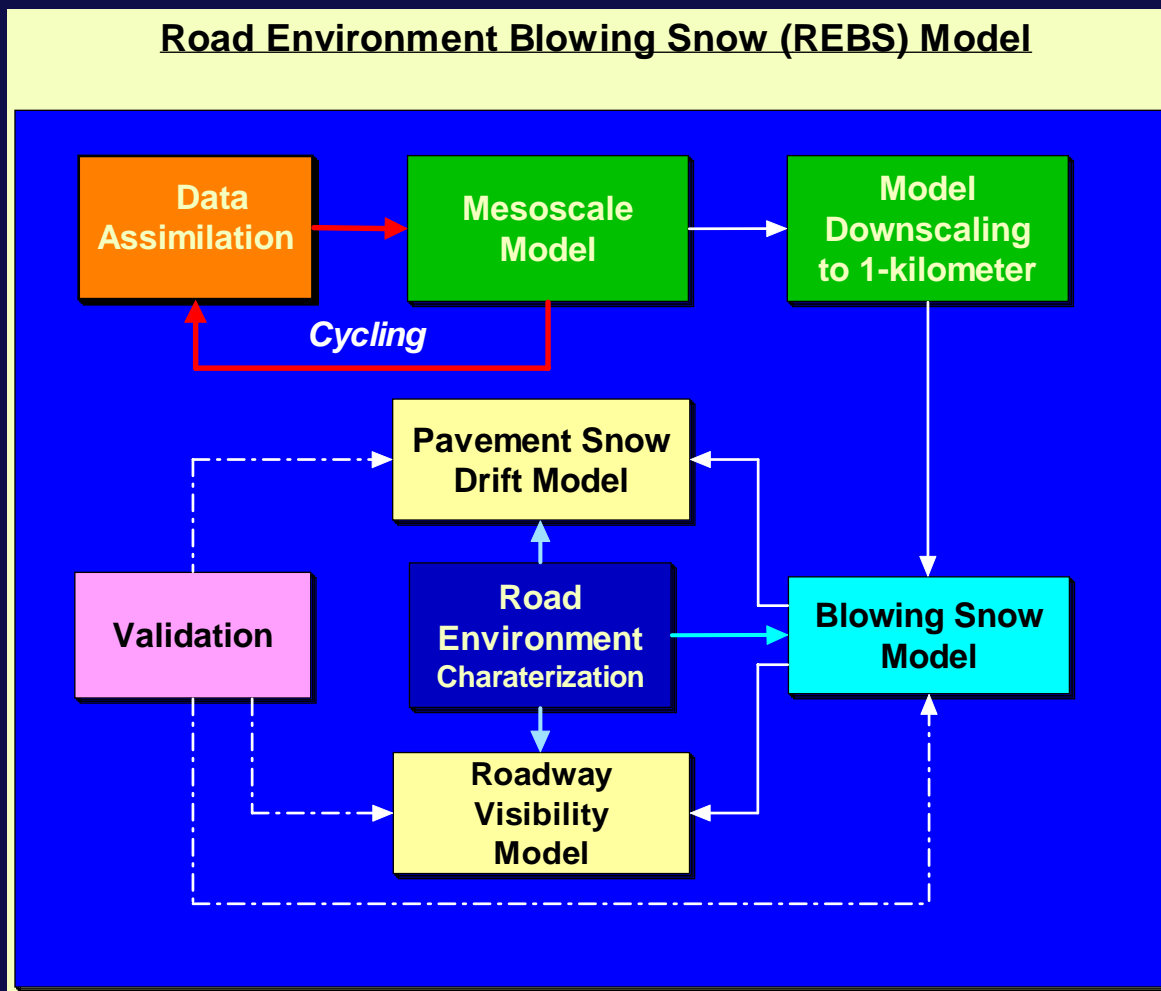 Road Environment Blowing Snow (REBS) Model
Data
Assimilation
Mesoscale
Model
Model
Downscaling
to 1-kilometer
Cycling
Pavement Snow
Drift Model
Validation
Road
Environment
Charaterization
Blowing Snow
Model
Roadway
Visibility
Model